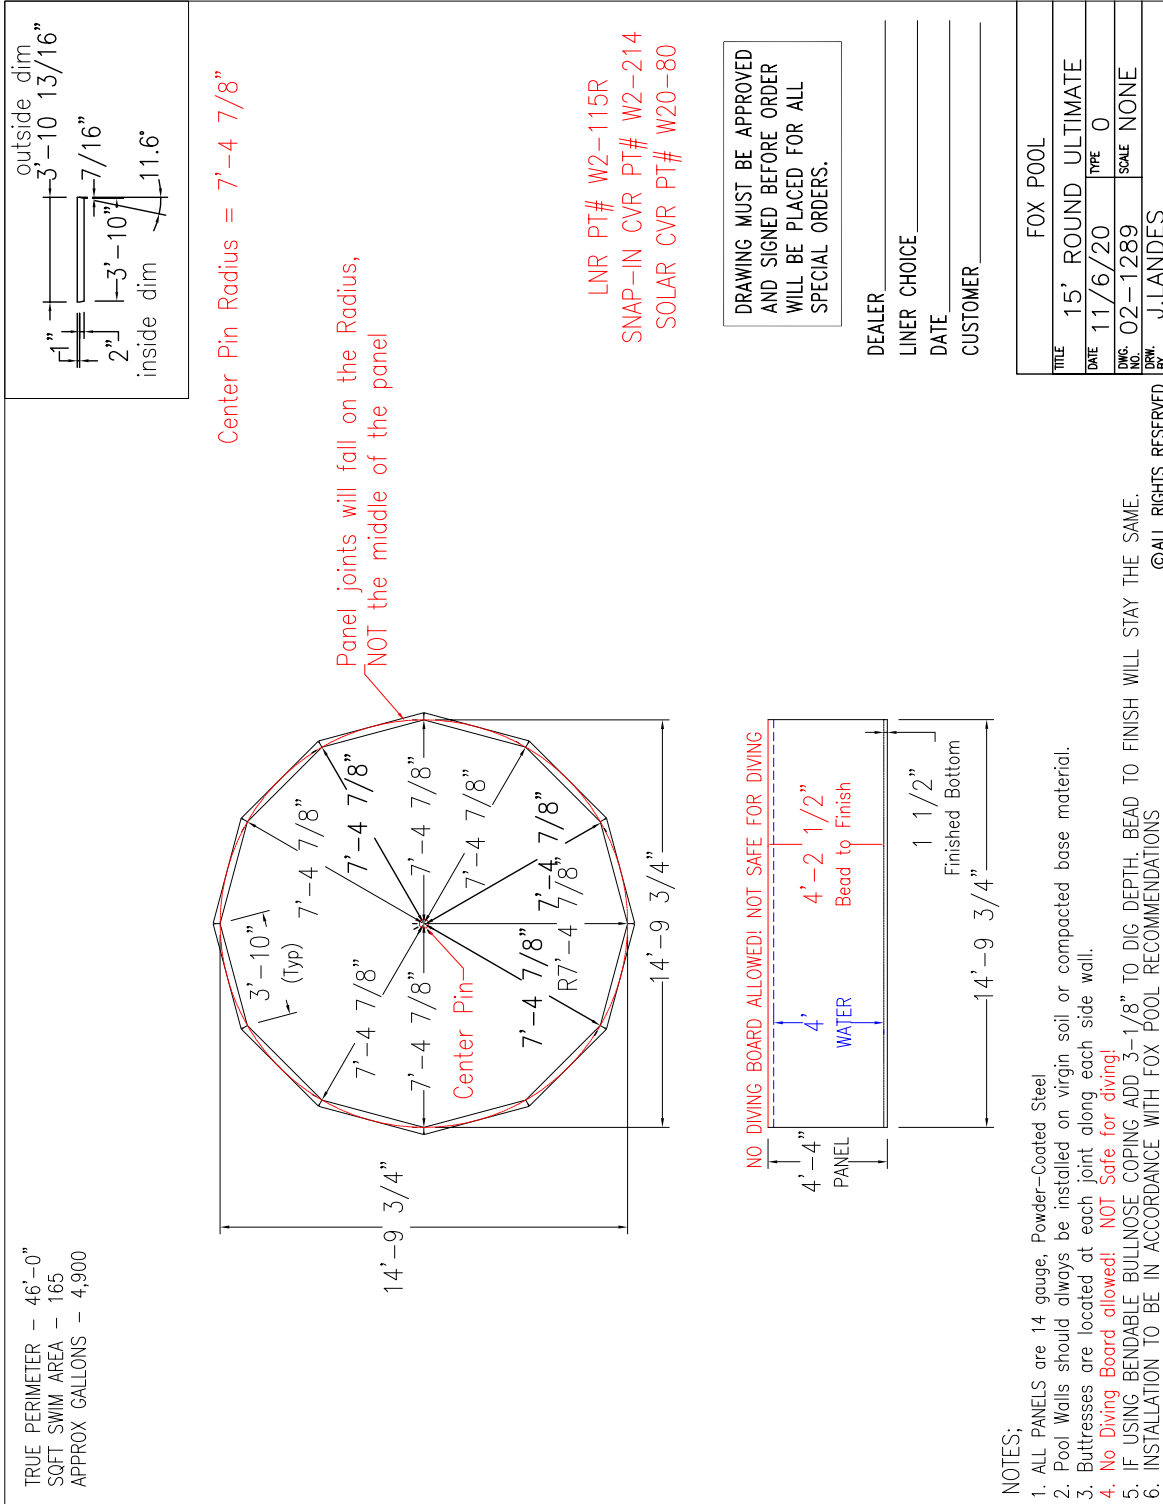 TRUE PERIMETER - 46'-0"
SQFT SWIM AREA - 165
APPROX GALLONS - 4,900
outside dim
3'-10 13/16"
7/16"
1"
2"
3'-10"
inside dim
11.6°
Center Pin Radius = 7'-4 7/8"
Panel joints will fall on the Radius,
NOT the middle of the panel
14'-9 3/4"
3'-10"
(Typ)
7'-4 7/8"
7'-4 7/8"
7'-4 7/8"
7'-4 7/8"
7'-4 7/8"
7'-4 7/8"
7'-4 7/8"
7'-4 7/8"
R7'-4 7/8"
Center Pin
14'-9 3/4"
LNR PT# W2-115R
SNAP-IN CVR PT# W2-214
SOLAR CVR PT# W20-80
DRAWING MUST BE APPROVED
AND SIGNED BEFORE ORDER
WILL BE PLACED FOR ALL
SPECIAL ORDERS.
NO DIVING BOARD ALLOWED! NOT SAFE FOR DIVING
4'-4"
PANEL
4'
WATER
4'-2 1/2"
Bead to Finish
1 1/2"
Finished Bottom
14'-9 3/4"
DEALER
LINER CHOICE
DATE
CUSTOMER
NOTES;
1. ALL PANELS are 14 gauge, Powder-Coated Steel
2. Pool Walls should always be installed on virgin soil or compacted base material.
3. Buttresses are located at each joint along each side wall.
4. No Diving Board allowed! NOT Safe for diving!
5. IF USING BENDABLE BULLNOSE COPING ADD 3-1/8" TO DIG DEPTH. BEAD TO FINISH WILL STAY THE SAME.
6. INSTALLATION TO BE IN ACCORDANCE WITH FOX POOL RECOMMENDATIONS
©ALL RIGHTS RESERVED
FOX POOL
TITLE 15' ROUND ULTIMATE
DATE 11/6/20 TYPE O
DWG. NO. 02-1289 SCALE NONE
DRW. BY J.LANDES